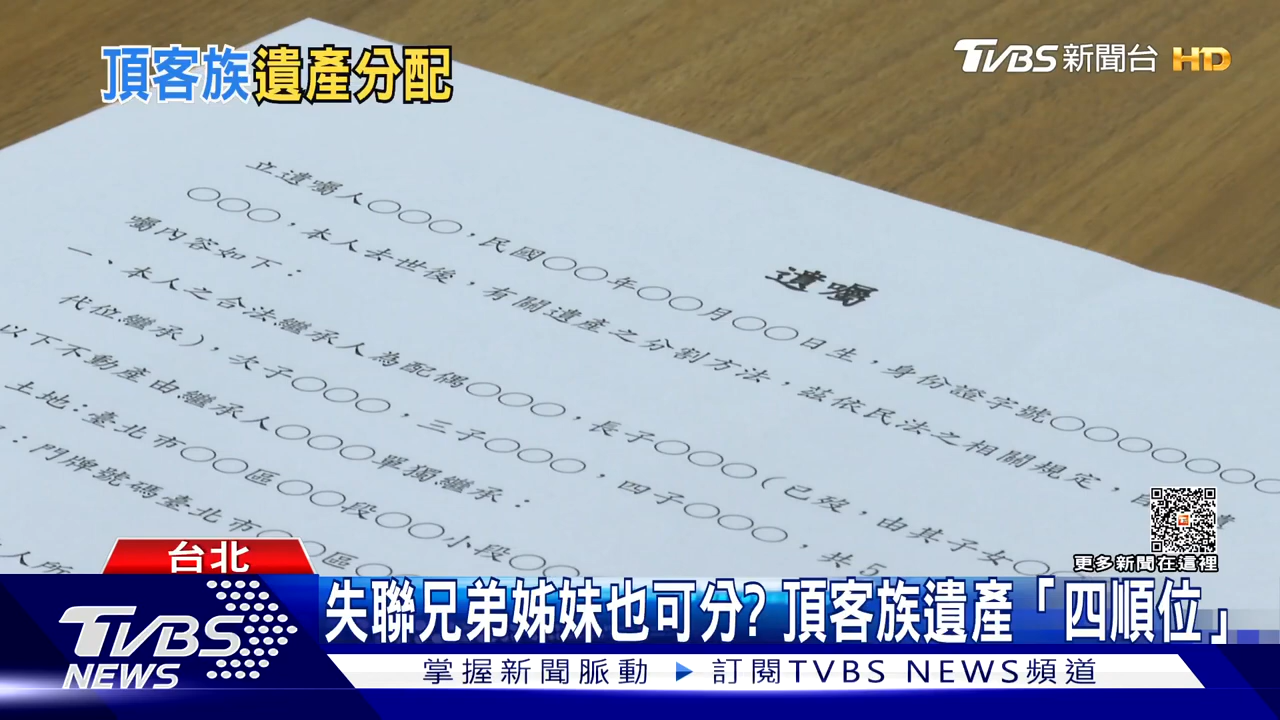 頂客族遺產分配
TVBS新聞台 HD
遺囑
立遺囑人○○○，民國○○年○○月○○日生，身份證字號○○○○○○○
○○○，本人去世後，有關遺產之分割方法，茲依民法之相關規定，
囑內容如下：
一、本人之合法繼承人為配偶○○○，長子○○○（已歿，由其子女○
代位繼承），次子○○○，三子○○○，四子○○○，共5
以下不動產由繼承人○○○單獨繼承：
土地：臺北市○○區○○段○○小段○○
：門牌號碼臺北市○○區○
人所
更多新聞在這裡
台北
失聯兄弟姊妹也可分? 頂客族遺產「四順位」
TVBS NEWS
掌握新聞脈動 ▶ 訂閱TVBS NEWS頻道